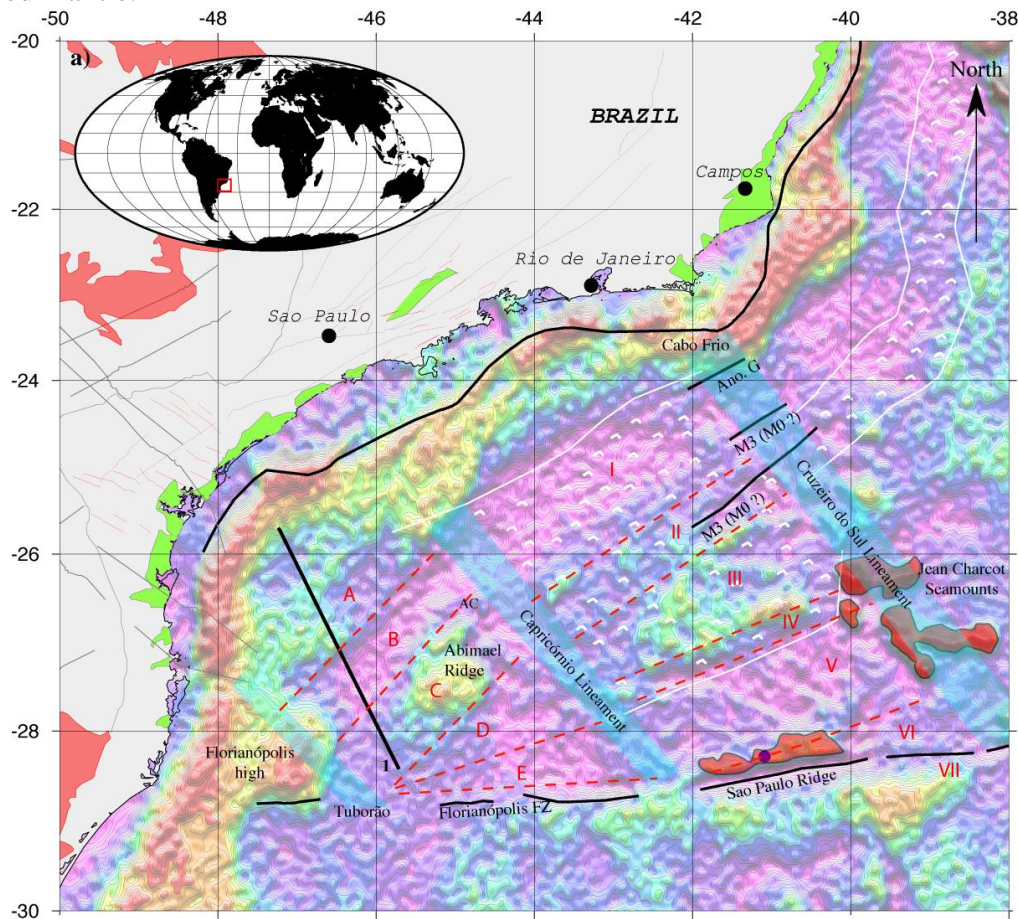 -50 -48 -46 -44 -42 -40 -38
-20
a)
North
BRAZIL
Campos
-22
Rio de Janeiro
Sao Paulo
Cabo Frio
-24
Ano. G
M3 (M0 ?)
I
Cruzeiro do Sul Lineament
M3 (M0 ?)
II
-26
Jean Charcot
Seamounts
III
A
AC
IV
B
Abimael
Ridge
V
C
Capricórnio Lineament
D
-28
Florianópolis
high
VI
E
VII
1
Sao Paulo Ridge
Tuborão
Florianópolis FZ
-30